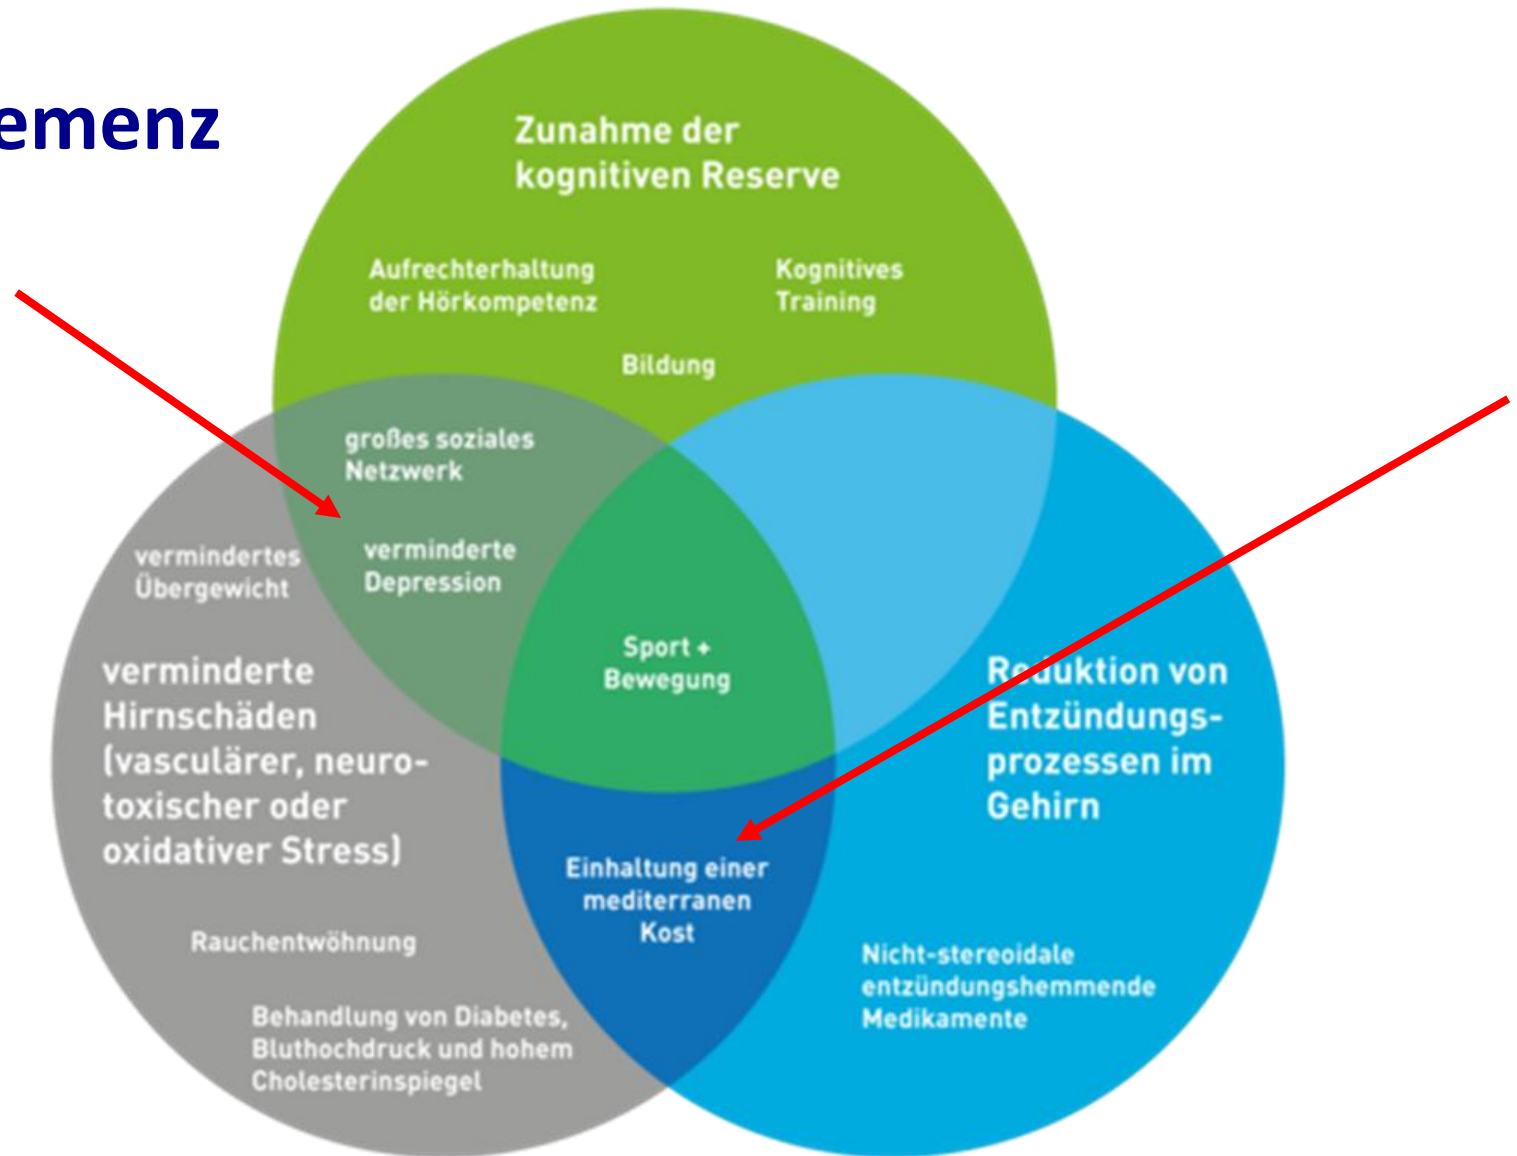 emenz
Zunahme der
kognitiven Reserve
Aufrechterhaltung
der Hörkompetenz
Kognitives
Training
Bildung
großes soziales
Netzwerk
verminderte
Depression
vermindertes
Übergewicht
Sport +
Bewegung
verminderte
Hirnschäden
(vasculärer, neuro-
toxischer oder
oxidativer Stress)
Reduktion von
Entzündungs-
prozessen im
Gehirn
Einhaltung einer
mediterranen
Kost
Rauchentwöhnung
Nicht-stereoidale
entzündungshemmende
Medikamente
Behandlung von Diabetes,
Bluthochdruck und hohem
Cholesterinspiegel